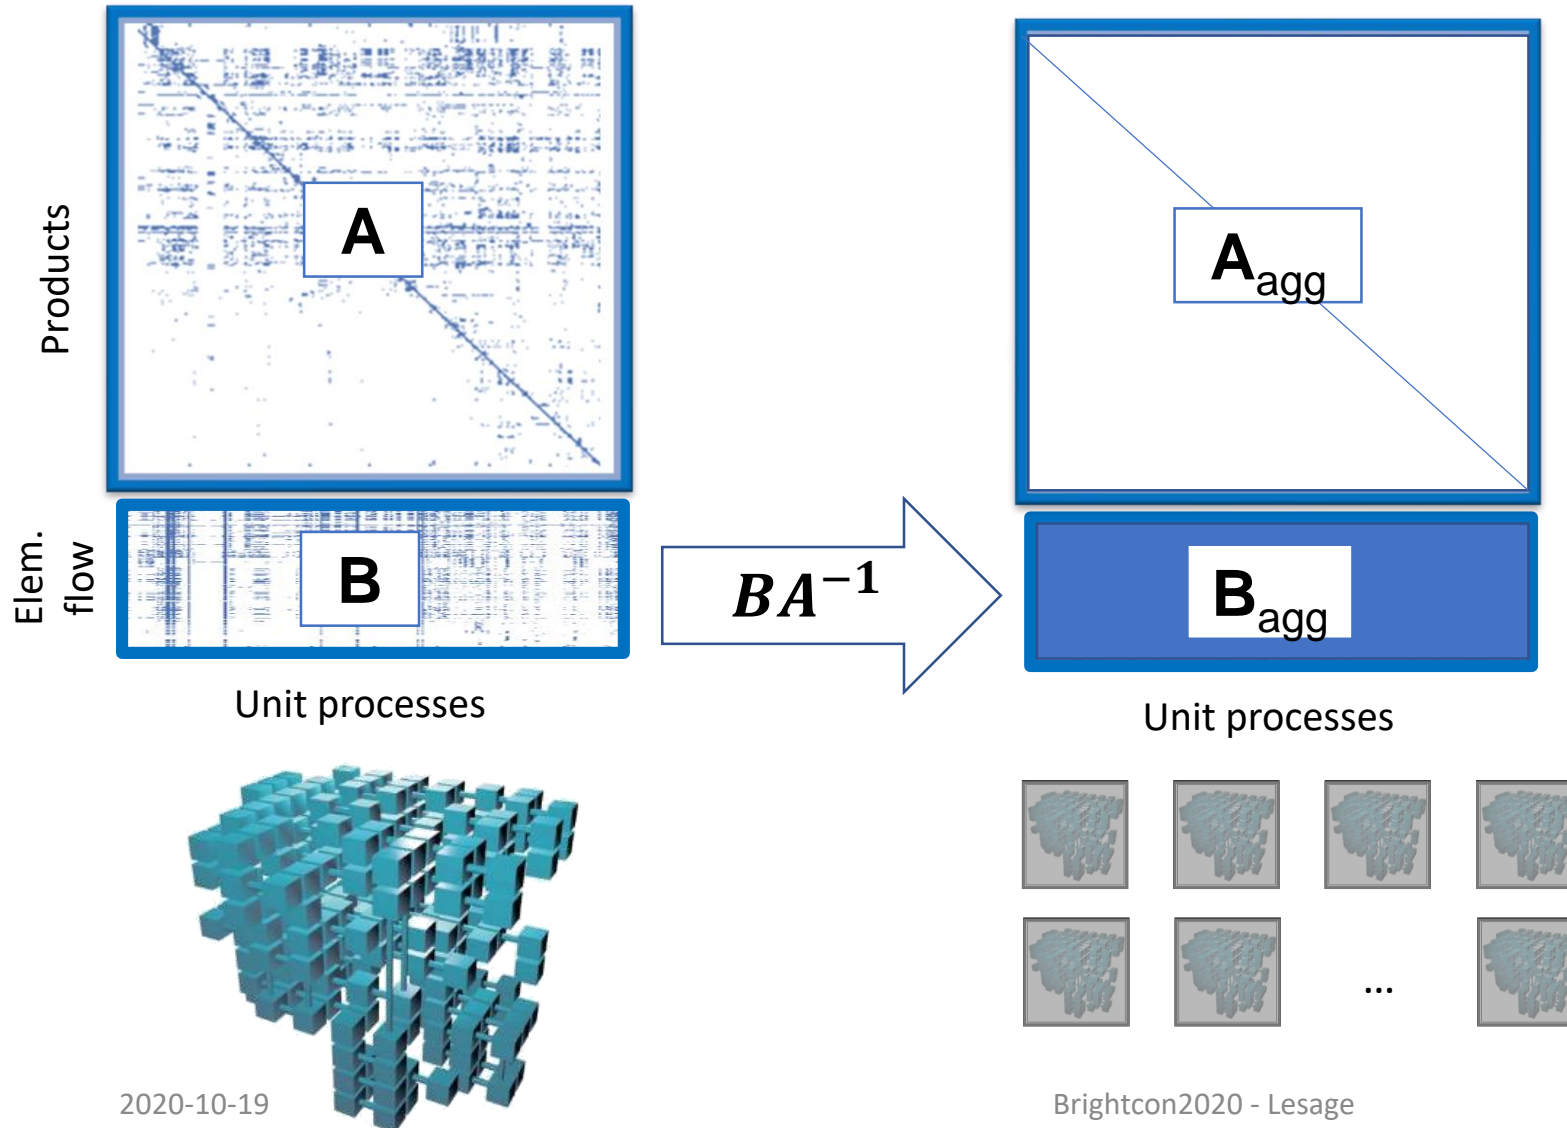 Products
A
A_agg
Elem.
flow
B
BA⁻¹
B_agg
Unit processes
Unit processes
...
2020-10-19
Brightcon2020 - Lesage